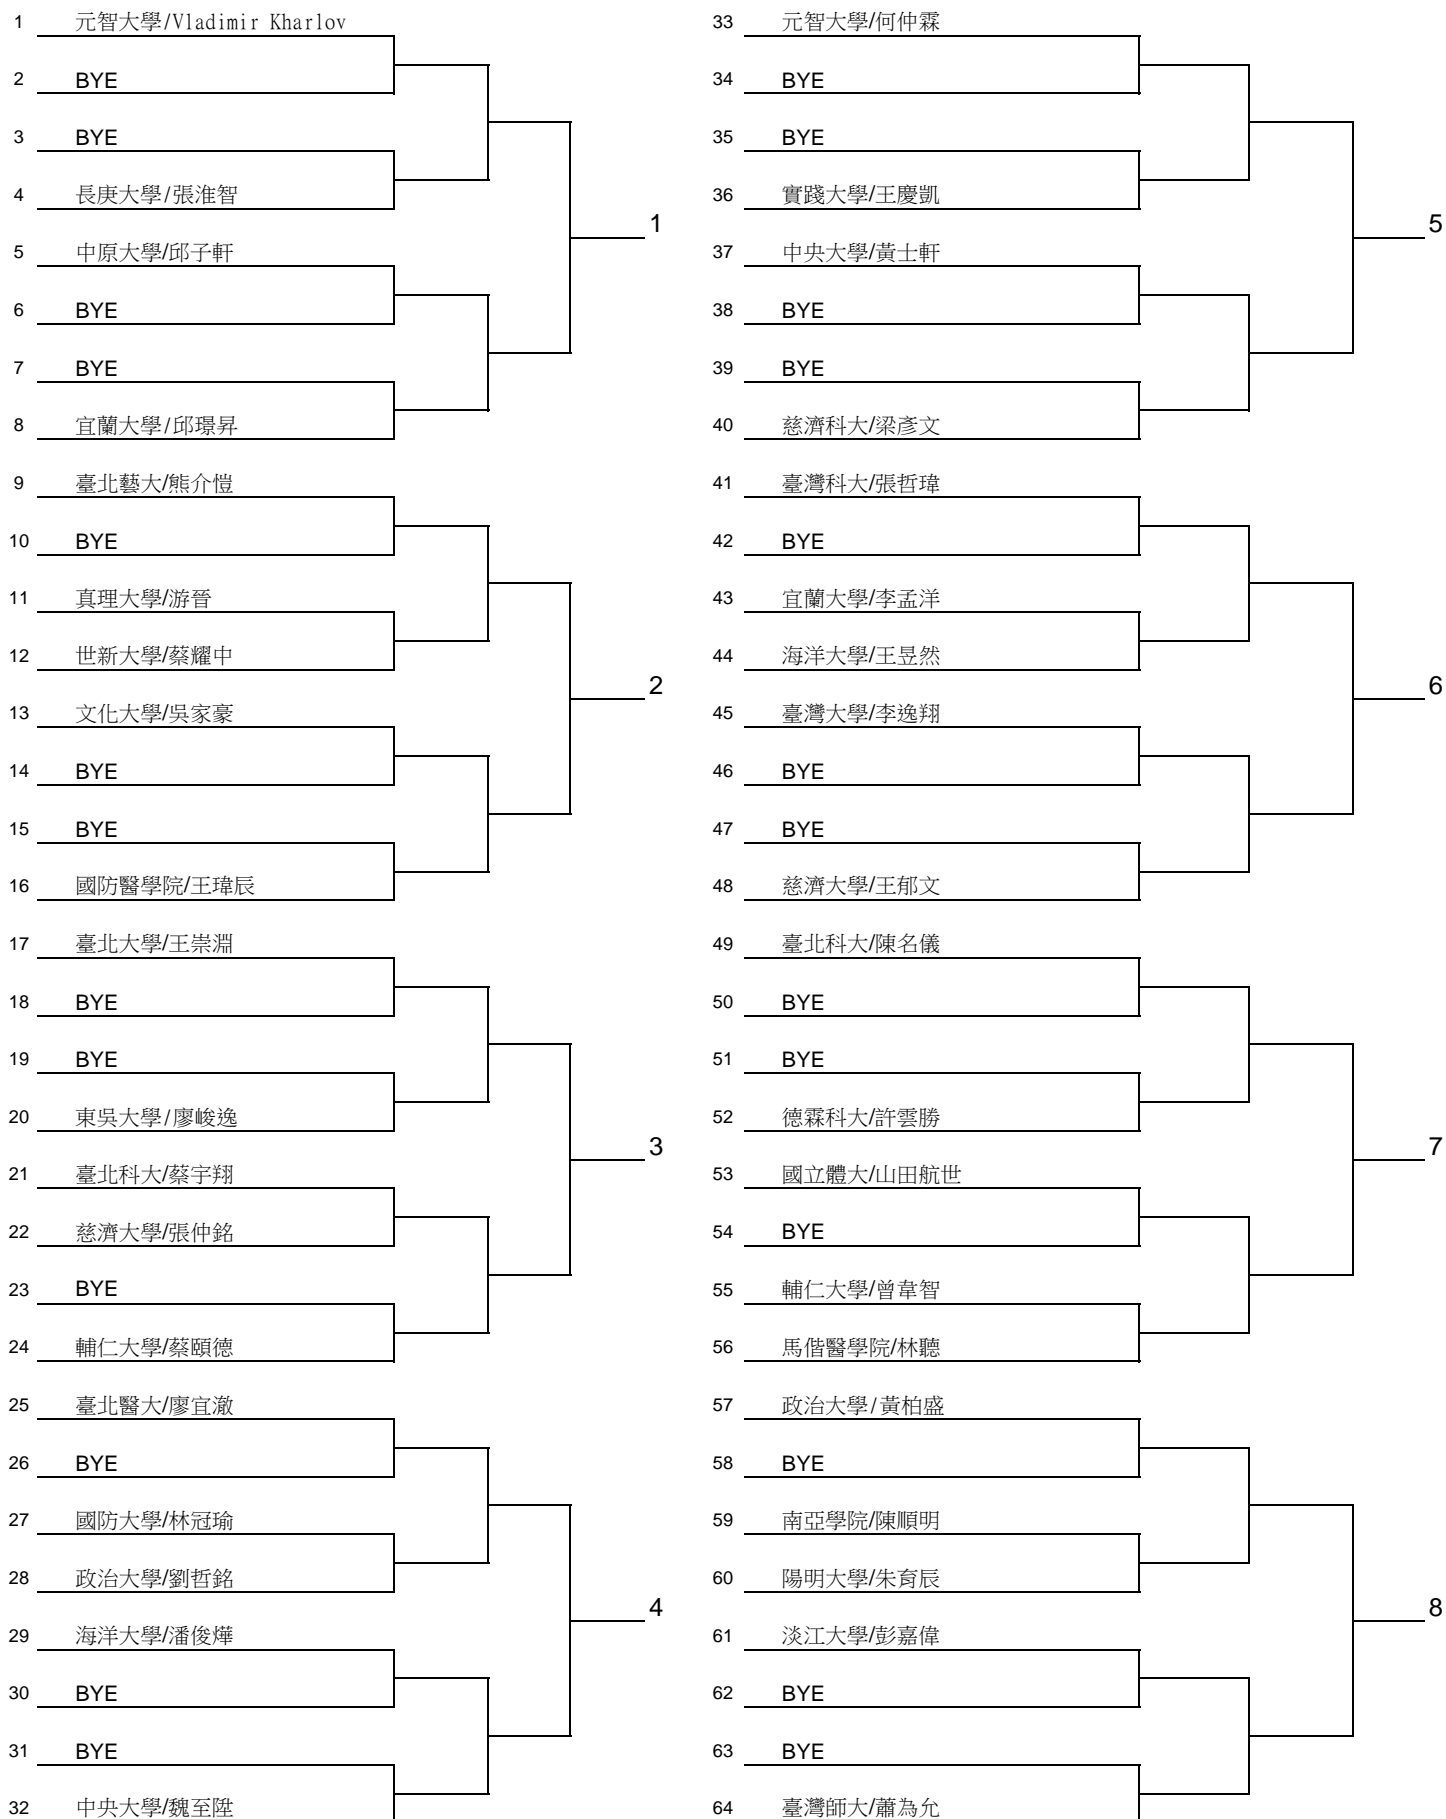 1 元智大學/Vladimir Kharlov
2 BYE
3 BYE
4 長庚大學/張淮智
5 中原大學/邱子軒
6 BYE
7 BYE
8 宜蘭大學/邱璟昇
9 臺北藝大/熊介愷
10 BYE
11 真理大學/游晉
12 世新大學/蔡耀中
13 文化大學/吳家豪
14 BYE
15 BYE
16 國防醫學院/王瑋辰
17 臺北大學/王崇淵
18 BYE
19 BYE
20 東吳大學/廖峻逸
21 臺北科大/蔡宇翔
22 慈濟大學/張仲銘
23 BYE
24 輔仁大學/蔡頤德
25 臺北醫大/廖宜澈
26 BYE
27 國防大學/林冠瑜
28 政治大學/劉哲銘
29 海洋大學/潘俊燁
30 BYE
31 BYE
32 中央大學/魏至陞
1
2
3
4
33 元智大學/何仲霖
34 BYE
35 BYE
36 實踐大學/王慶凱
37 中央大學/黃士軒
38 BYE
39 BYE
40 慈濟科大/梁彥文
41 臺灣科大/張哲瑋
42 BYE
43 宜蘭大學/李孟洋
44 海洋大學/王昱然
45 臺灣大學/李逸翔
46 BYE
47 BYE
48 慈濟大學/王郁文
49 臺北科大/陳名儀
50 BYE
51 BYE
52 德霖科大/許雲勝
53 國立體大/山田航世
54 BYE
55 輔仁大學/曾韋智
56 馬偕醫學院/林聽
57 政治大學/黃柏盛
58 BYE
59 南亞學院/陳順明
60 陽明大學/朱育辰
61 淡江大學/彭嘉偉
62 BYE
63 BYE
64 臺灣師大/蕭為允
5
6
7
8